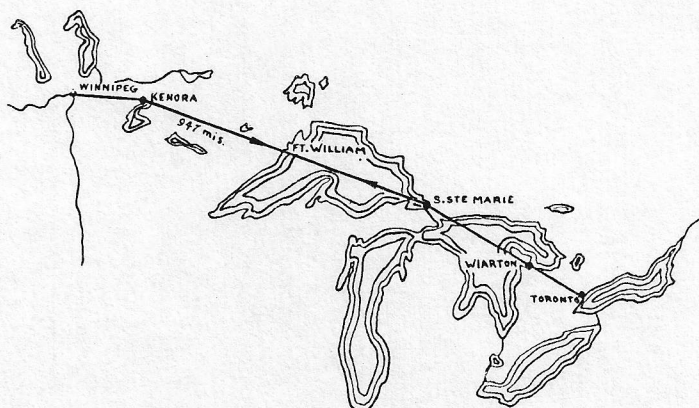 WINNIPEG
KENORA
947 mis.
FT. WILLIAM
S. STE MARIE
WIARTON
TORONTO